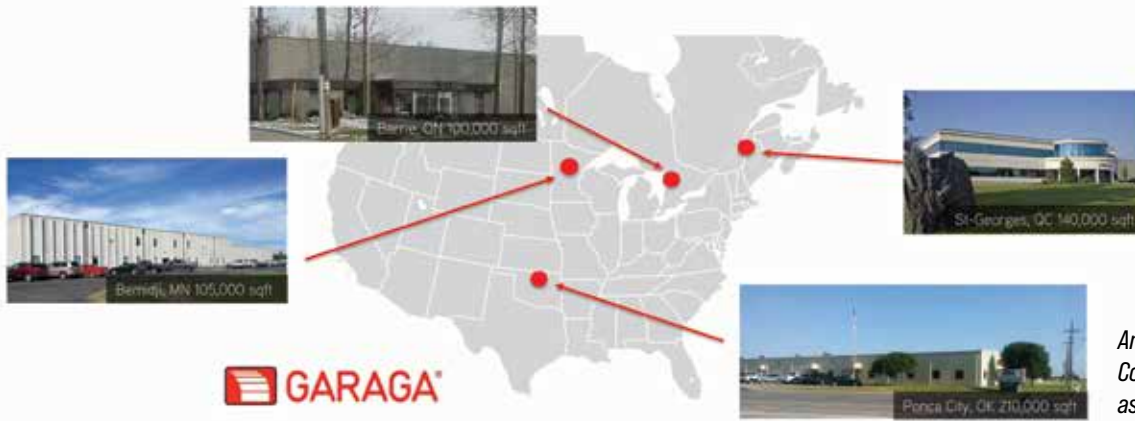 Barrie, ON 100,000 sqft
St-Georges, QC 140,000 sqft
Bemidji, MN 105,000 sqft
GARAGA®
Ponca City, OK 210,000 sqft